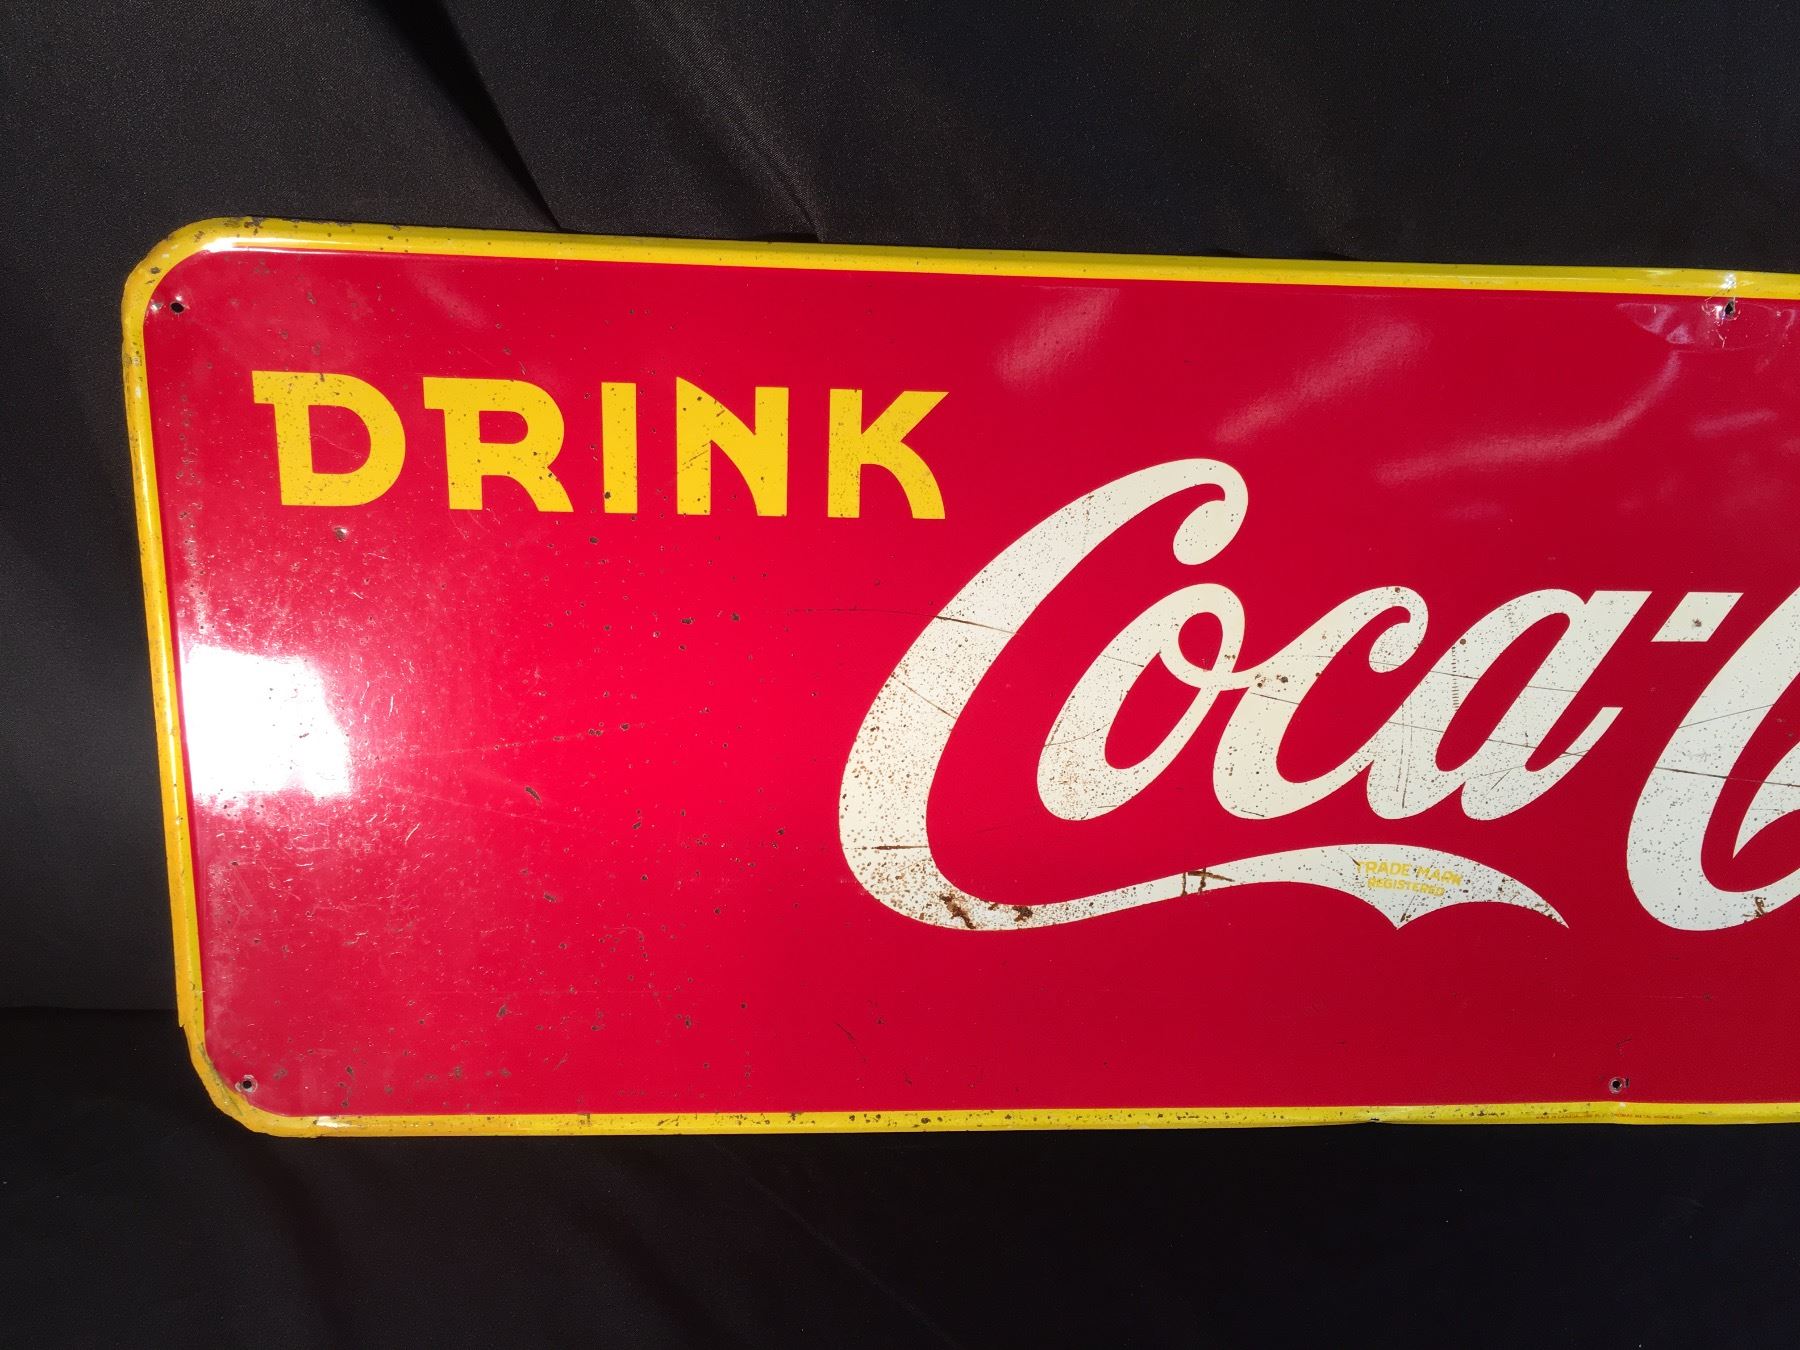 DRINK
Coca-C
TRADE MARK
REGISTERED